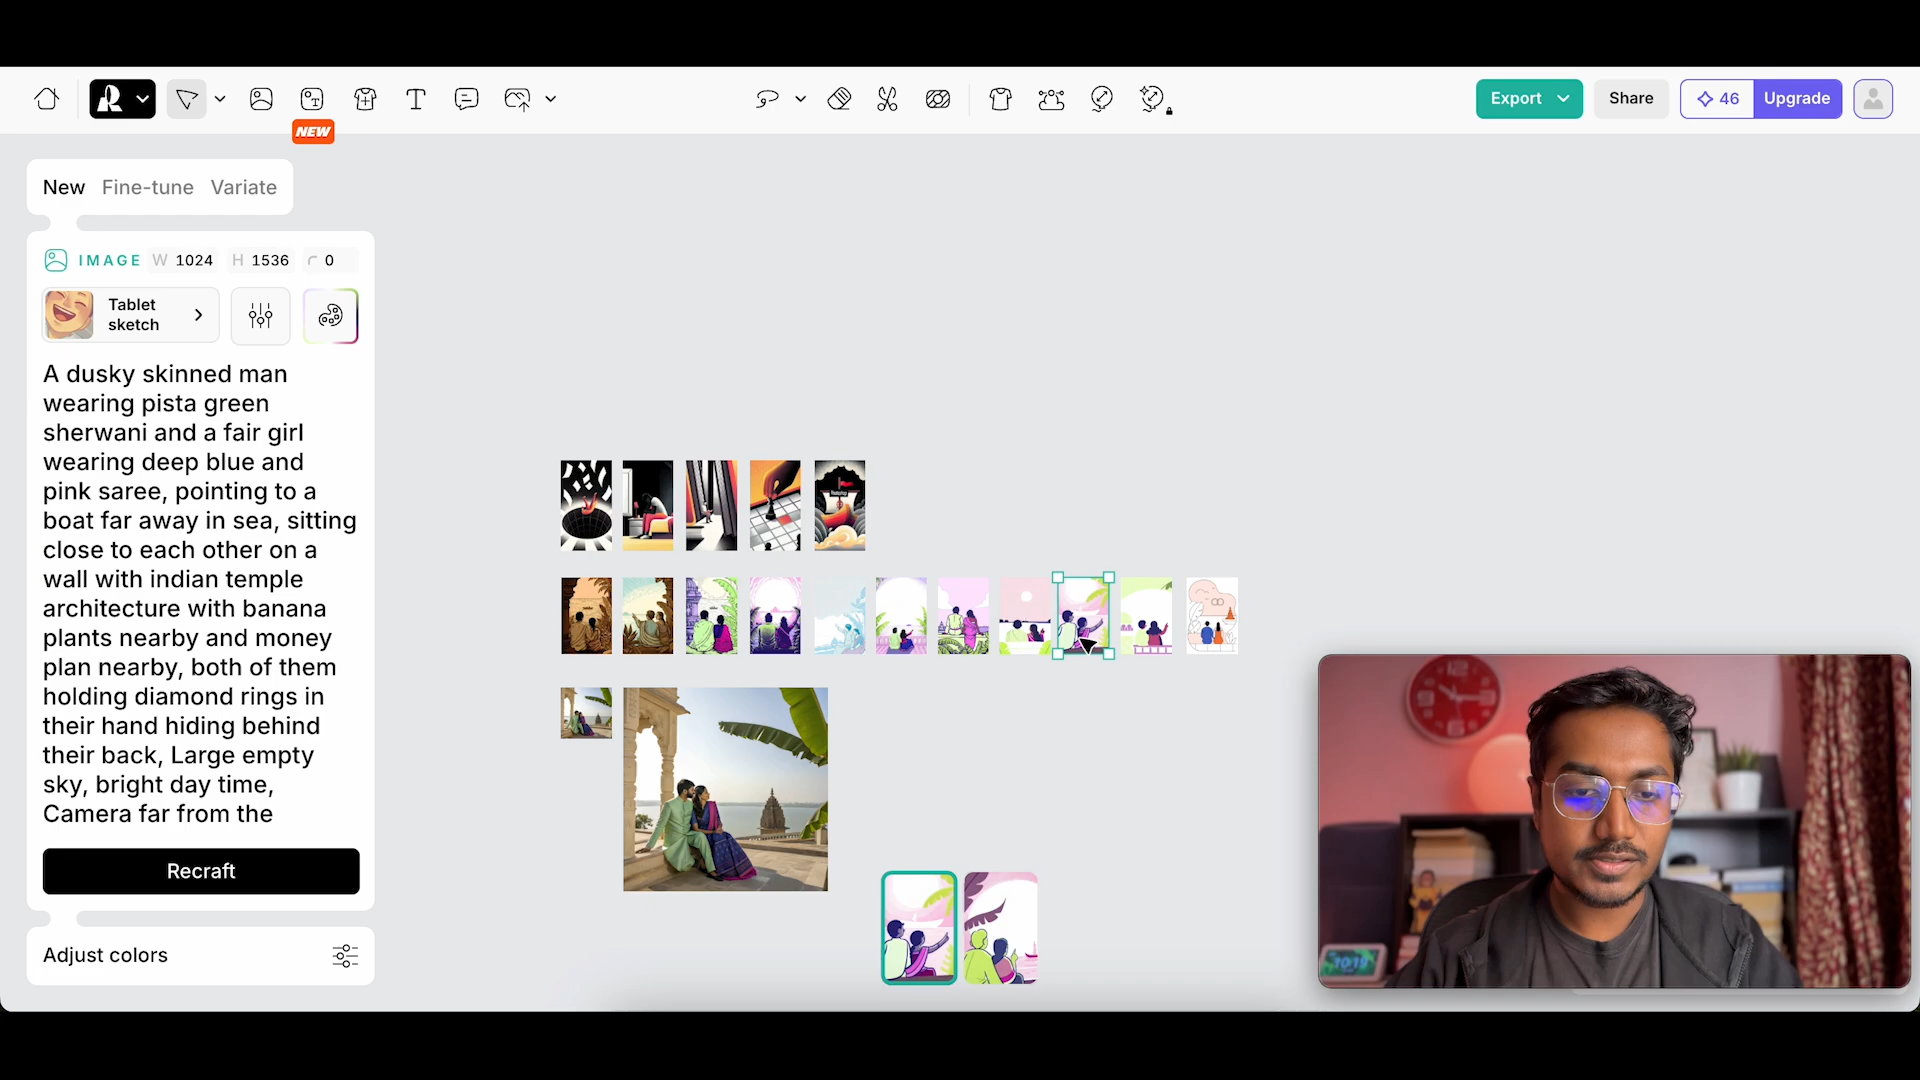 Export
Share
46
Upgrade
NEW
New Fine-tune Variate
IMAGE W 1024 H 1536 0
Tablet
sketch
A dusky skinned man
wearing pista green
sherwani and a fair girl
wearing deep blue and
pink saree, pointing to a
boat far away in sea, sitting
close to each other on a
wall with indian temple
architecture with banana
plants nearby and money
plan nearby, both of them
holding diamond rings in
their hand hiding behind
their back, Large empty
sky, bright day time,
Camera far from the
Recraft
Adjust colors
10:19